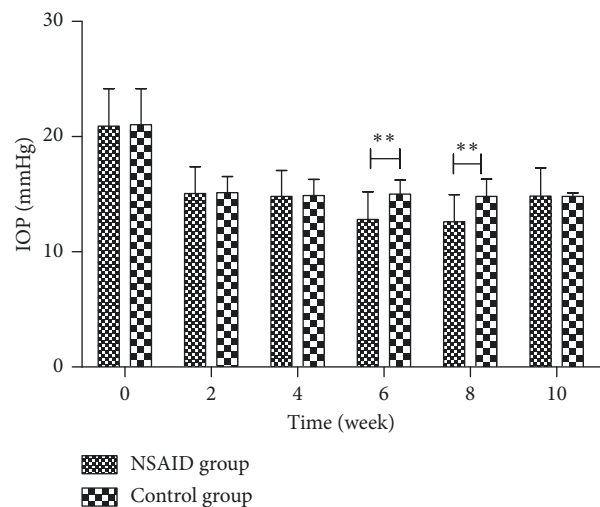 30
20
10
0
IOP (mmHg)
**
**
0 2 4 6 8 10
Time (week)
NSAID group
Control group